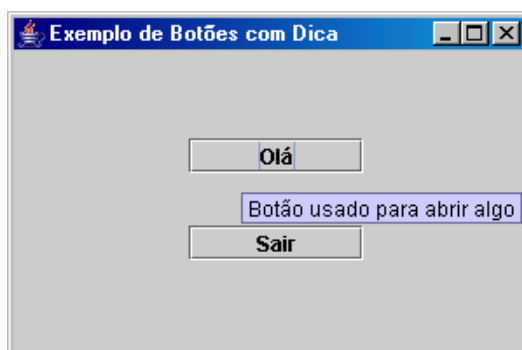 Exemplo de Botões com Dica
Olá
Botão usado para abrir algo
Sair